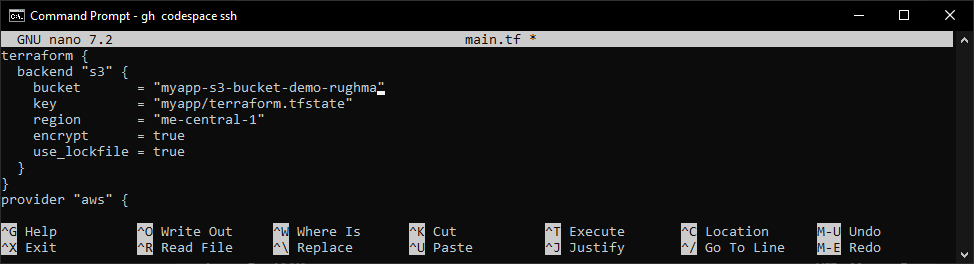 Command Prompt - gh  codespace ssh
GNU nano 7.2 main.tf *
terraform {
  backend "s3" {
    bucket       = "myapp-s3-bucket-demo-rughma"
    key          = "myapp/terraform.tfstate"
    region       = "me-central-1"
    encrypt      = true
    use_lockfile = true
  }
}
provider "aws" {
^G Help ^O Write Out ^W Where Is ^K Cut ^T Execute ^C Location M-U Undo
^X Exit ^R Read File ^\ Replace ^U Paste ^J Justify ^/ Go To Line M-E Redo